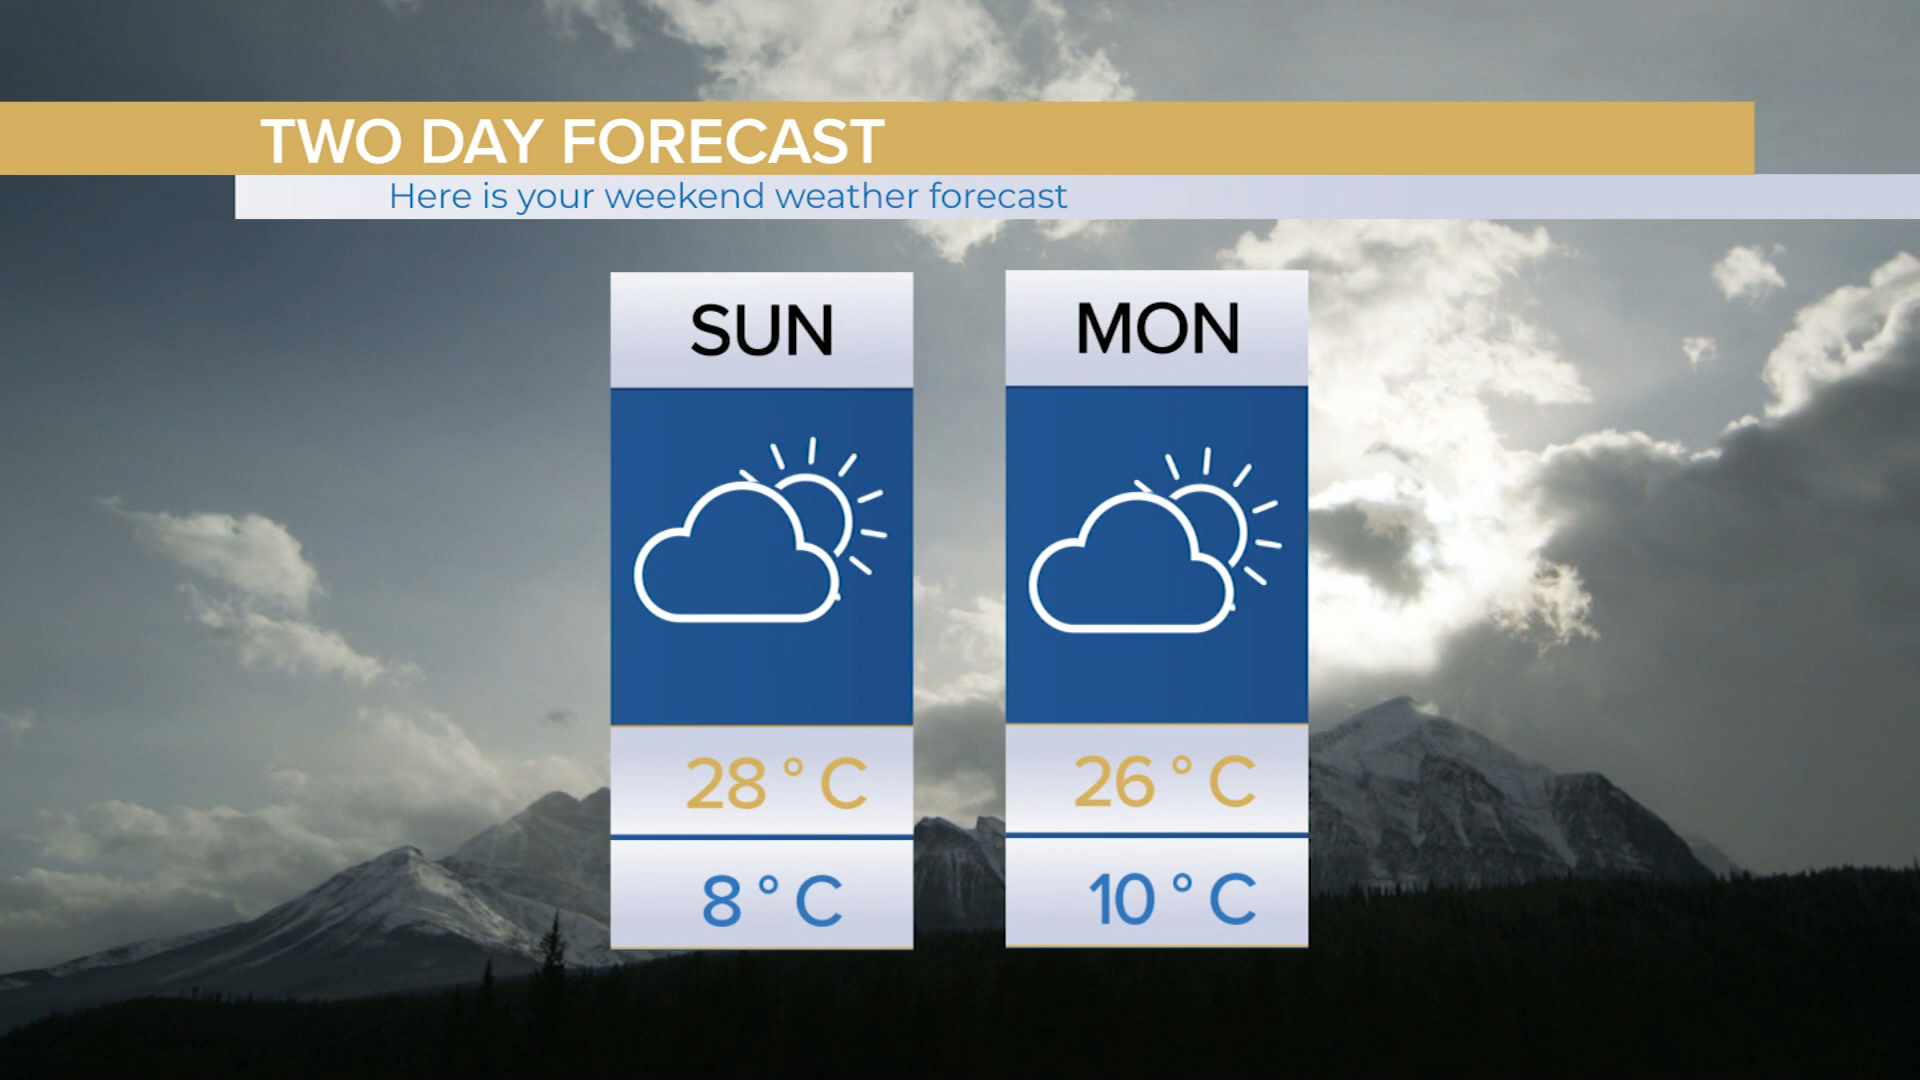 TWO DAY FORECAST
Here is your weekend weather forecast
SUN
28 ° C
8 ° C
MON
26 ° C
10 ° C